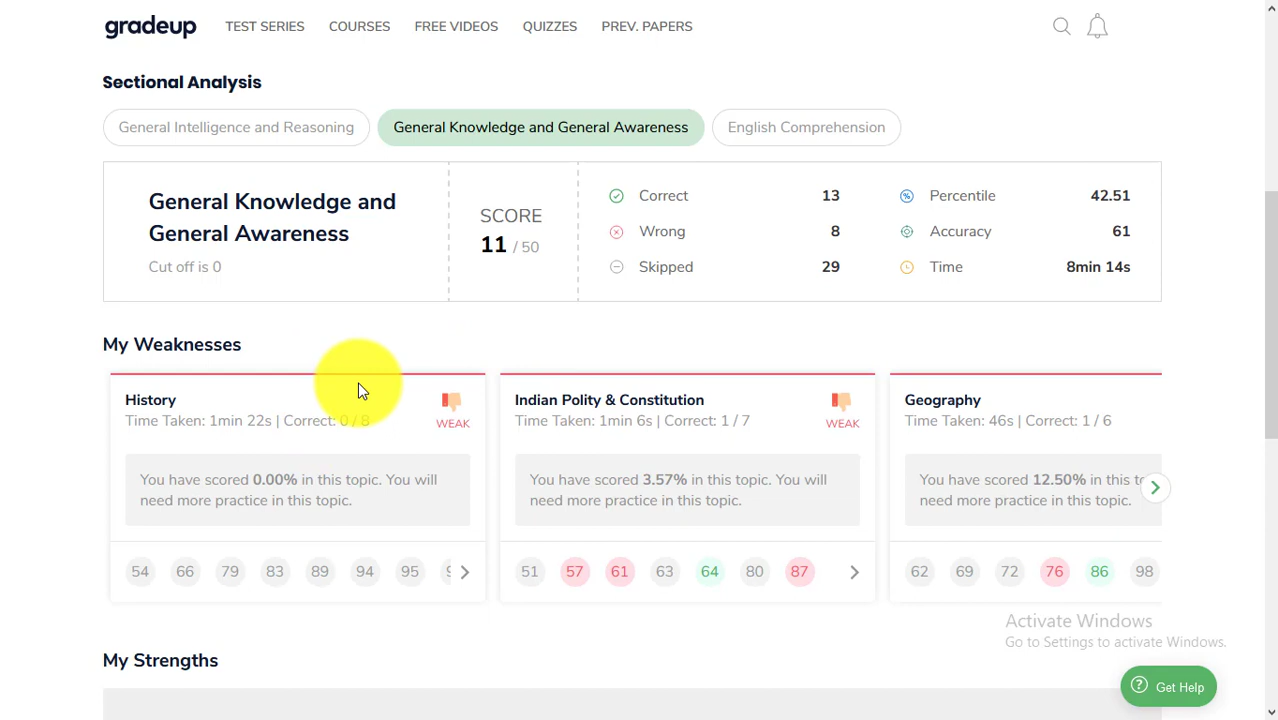 gradeup TEST SERIES COURSES FREE VIDEOS QUIZZES PREV. PAPERS
Sectional Analysis
General Intelligence and Reasoning General Knowledge and General Awareness English Comprehension
General Knowledge and
General Awareness
Cut off is 0
SCORE
11 / 50
Correct 13
Wrong 8
Skipped 29
Percentile 42.51
Accuracy 61
Time 8min 14s
My Weaknesses
History
Time Taken: 1min 22s | Correct: 0 / 8
WEAK
You have scored 0.00% in this topic. You will
need more practice in this topic.
54 66 79 83 89 94 95
Indian Polity & Constitution
Time Taken: 1min 6s | Correct: 1 / 7
WEAK
You have scored 3.57% in this topic. You will
need more practice in this topic.
51 57 61 63 64 80 87
Geography
Time Taken: 46s | Correct: 1 / 6
You have scored 12.50% in this
need more practice in this topic.
62 69 72 76 86 98
Activate Windows
Go to Settings to activate Windows.
My Strengths
Get Help